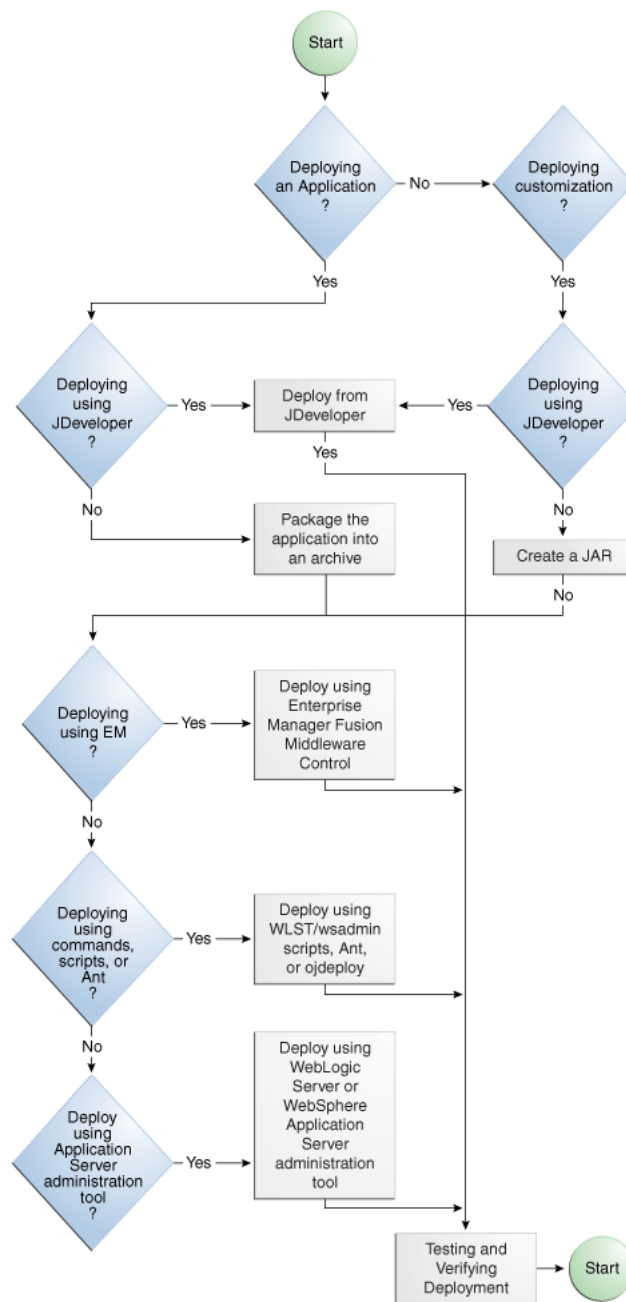 Start
Deploying
an Application
?
No
Deploying
customization
?
Yes
Yes
Deploying
using
JDeveloper
?
Yes
Deploy from
JDeveloper
Yes
Deploying
using
JDeveloper
?
Yes
No
Package the
application into
an archive
No
Create a JAR
No
Deploying
using EM
?
Yes
Deploy using
Enterprise
Manager Fusion
Middleware
Control
No
Deploying
using
commands,
scripts, or
Ant
?
Yes
Deploy using
WLST/wsadmin
scripts, Ant,
or ojdeploy
No
Deploy
using
Application
Server
administration
tool
?
Yes
Deploy using
WebLogic
Server or
WebSphere
Application
Server
administration
tool
Testing and
Verifying
Deployment
Start